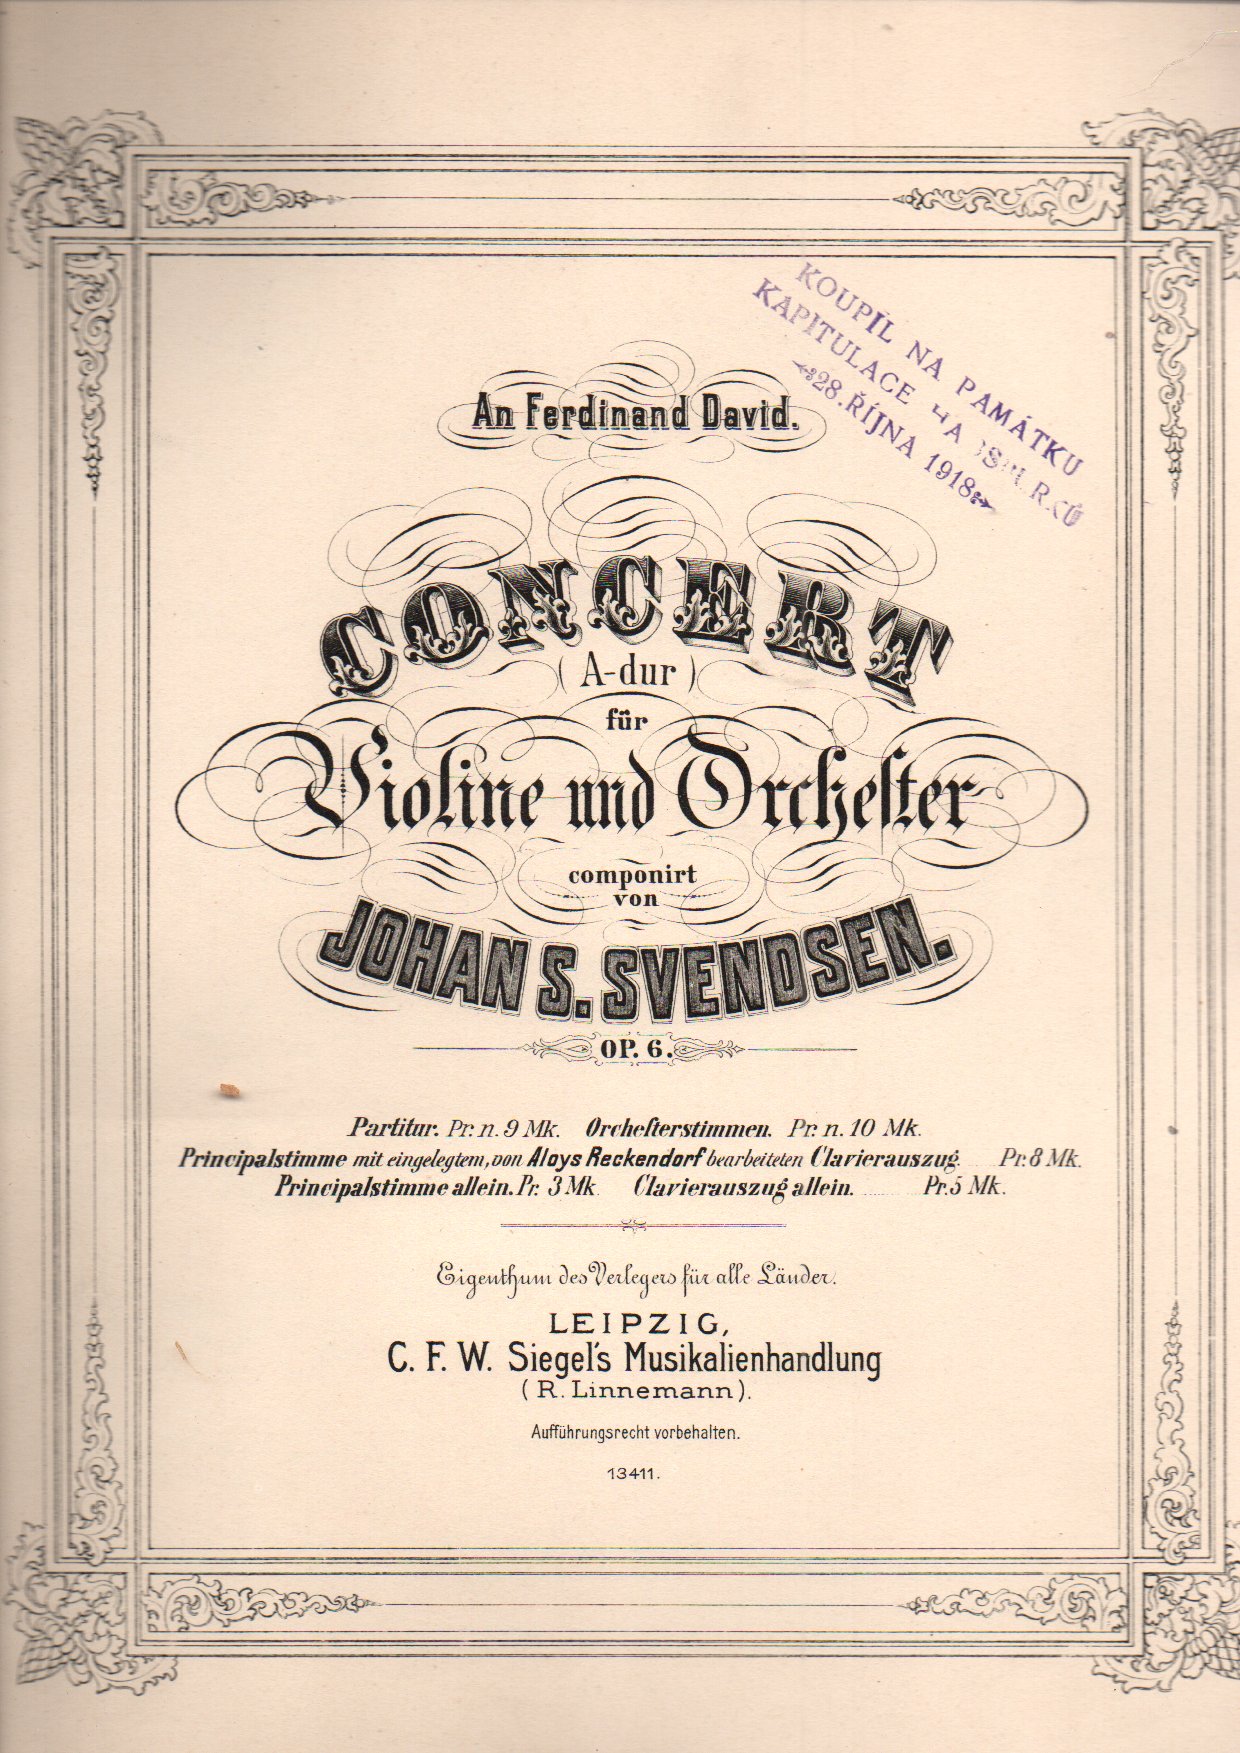 KOUPIL NA PAMÁTKU
KAPITULACE
28. ŘÍJNA 1918
An Ferdinand David.
CONCERT
(A-dur)
für
Violine und Orchester
componirt
von
JOHAN S. SVENDSEN.
OP. 6.
Partitur. Pr. n. 9 Mk. Orchesterstimmen. Pr. n. 10 Mk.
Principalstimme mit eingelegtem, von Aloys Reckendorf bearbeiteten Clavierauszug. Pr. 8 Mk.
Principalstimme allein. Pr. 3 Mk. Clavierauszug allein. Pr. 5 Mk.
Eigenthum des Verlegers für alle Länder.
LEIPZIG,
C. F. W. Siegel's Musikalienhandlung
(R. Linnemann).
Aufführungsrecht vorbehalten.
13411.